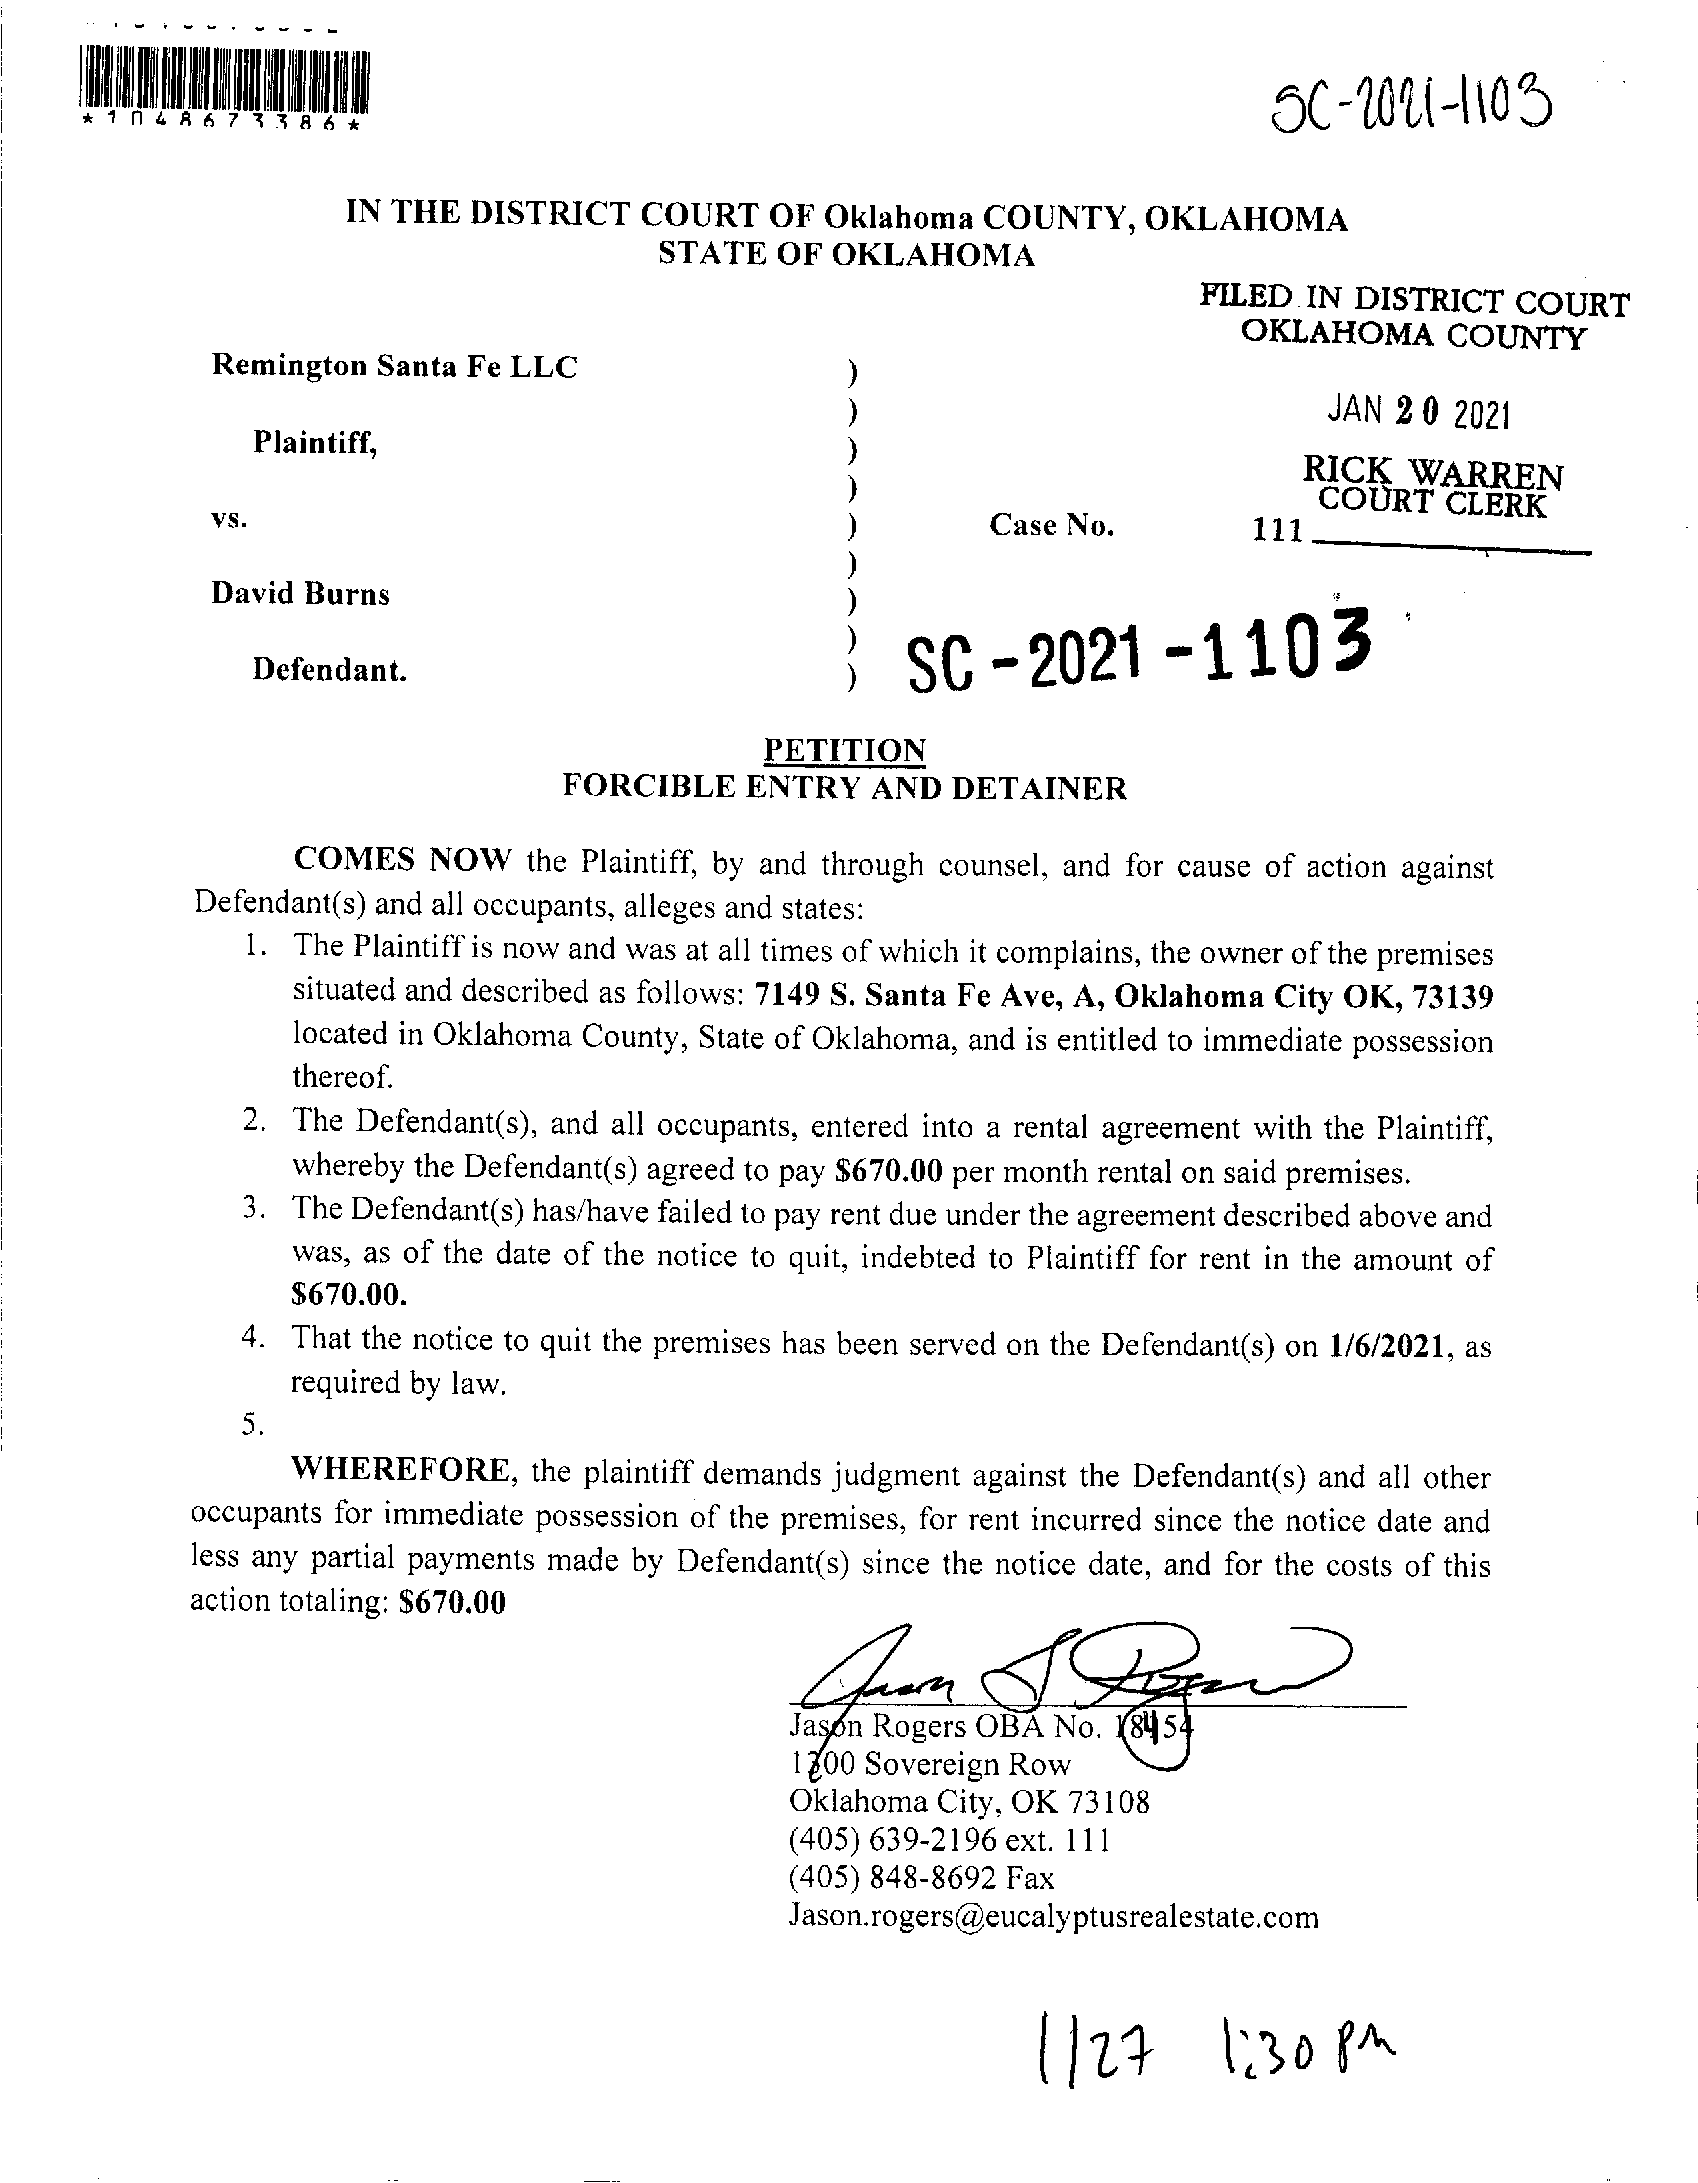 *1048673386*
SC-2021-1103
IN THE DISTRICT COURT OF Oklahoma COUNTY, OKLAHOMA
STATE OF OKLAHOMA
FILED IN DISTRICT COURT
OKLAHOMA COUNTY
Remington Santa Fe LLC )
)
JAN 20 2021
Plaintiff, )
)
RICK WARREN
COURT CLERK
vs. ) Case No. 111
)
David Burns )
)
SC-2021-1103
Defendant. )
PETITION
FORCIBLE ENTRY AND DETAINER
COMES NOW the Plaintiff, by and through counsel, and for cause of action against
Defendant(s) and all occupants, alleges and states:
1. The Plaintiff is now and was at all times of which it complains, the owner of the premises
situated and described as follows: 7149 S. Santa Fe Ave, A, Oklahoma City OK, 73139
located in Oklahoma County, State of Oklahoma, and is entitled to immediate possession
thereof.
2. The Defendant(s), and all occupants, entered into a rental agreement with the Plaintiff,
whereby the Defendant(s) agreed to pay $670.00 per month rental on said premises.
3. The Defendant(s) has/have failed to pay rent due under the agreement described above and
was, as of the date of the notice to quit, indebted to Plaintiff for rent in the amount of
$670.00.
4. That the notice to quit the premises has been served on the Defendant(s) on 1/6/2021, as
required by law.
5.
WHEREFORE, the plaintiff demands judgment against the Defendant(s) and all other
occupants for immediate possession of the premises, for rent incurred since the notice date and
less any partial payments made by Defendant(s) since the notice date, and for the costs of this
action totaling: $670.00
Jason Rogers OBA No. 18454
Sovereign Row
Oklahoma City, OK 73108
(405) 639-2196 ext. 111
(405) 848-8692 Fax
Jason.rogers@eucalyptusrealestate.com
1/27 1:30 PM